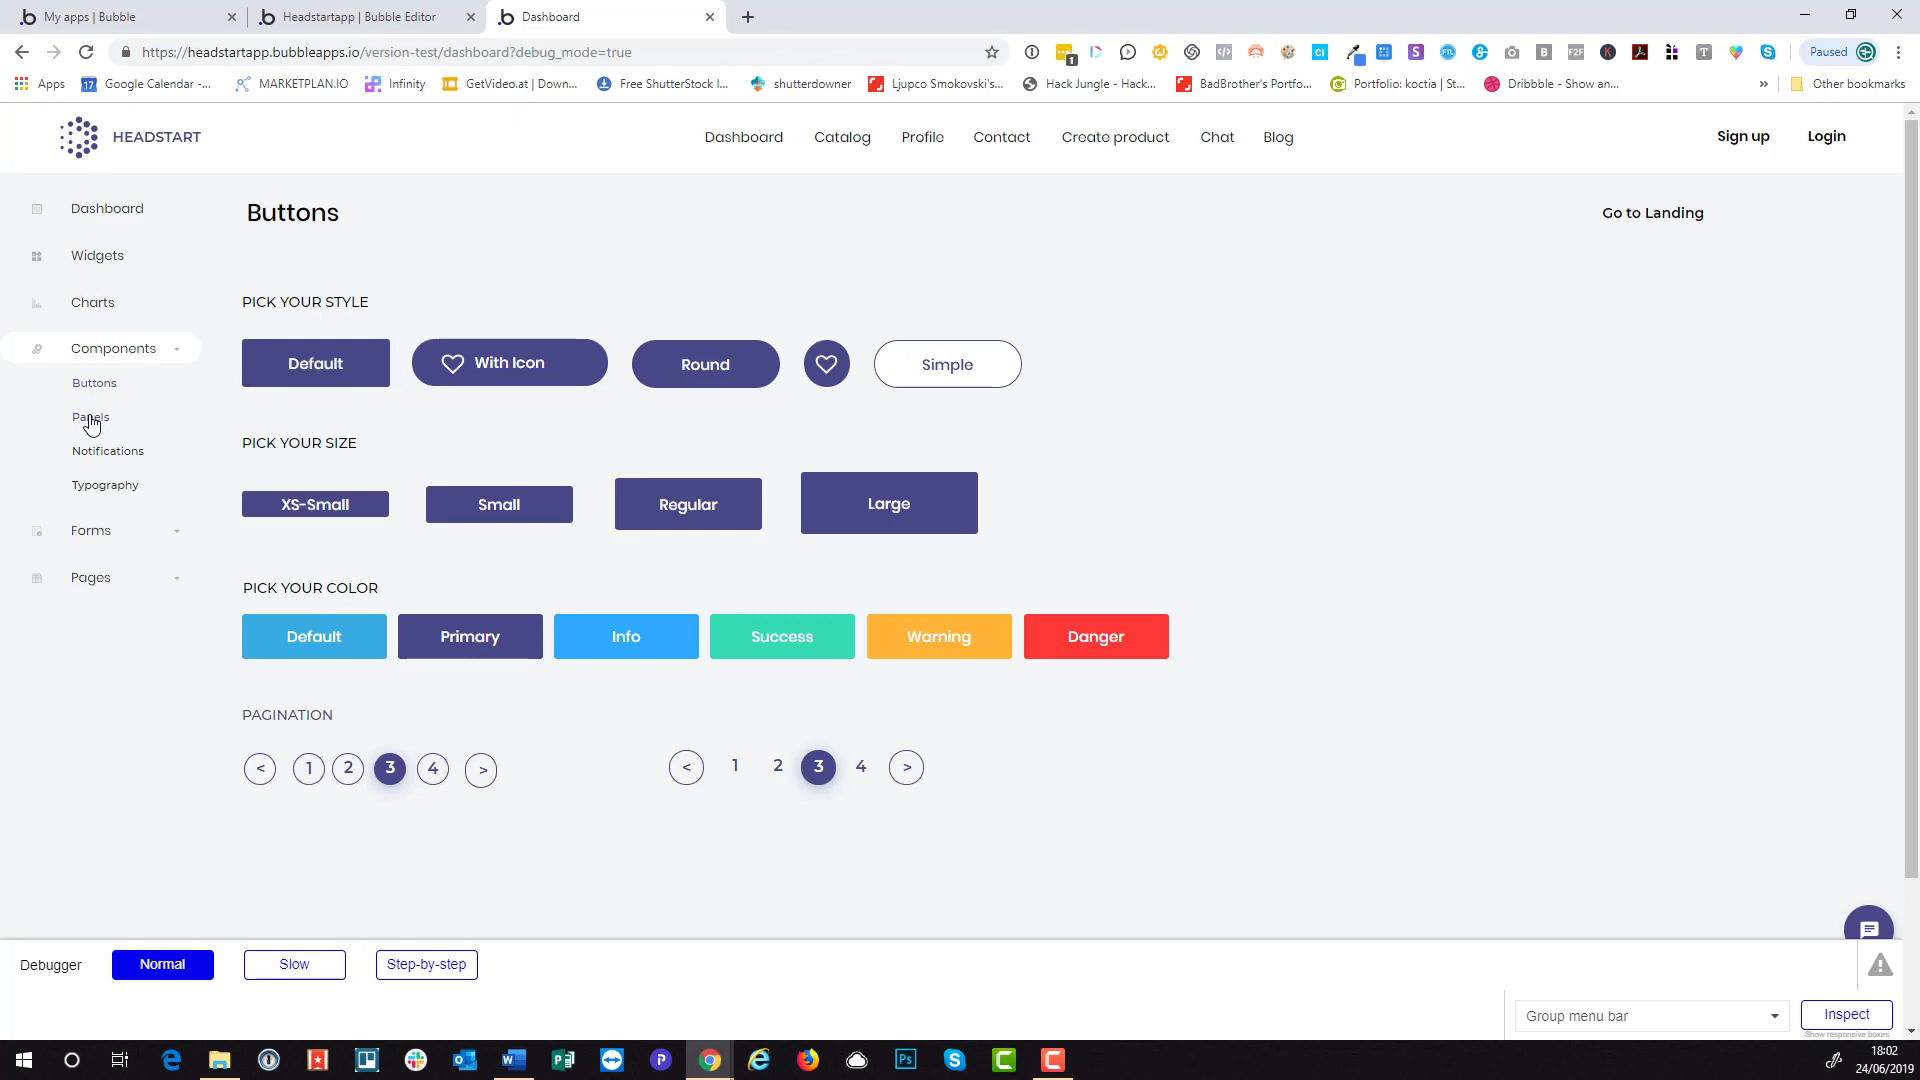 My apps | Bubble
Headstartapp | Bubble Editor
Dashboard
https://headstartapp.bubbleapps.io/version-test/dashboard?debug_mode=true
Paused
Apps
Google Calendar -...
MARKETPLAN.IO
Infinity
GetVideo.at | Down...
Free ShutterStock I...
shutterdowner
Ljupco Smokovski's...
Hack Jungle - Hack...
BadBrother's Portfo...
Portfolio: koctia | St...
Dribbble - Show an...
Other bookmarks
HEADSTART
Dashboard
Catalog
Profile
Contact
Create product
Chat
Blog
Sign up
Login
Dashboard
Widgets
Charts
Components
Buttons
Panels
Notifications
Typography
Forms
Pages
Buttons
Go to Landing
PICK YOUR STYLE
Default
With Icon
Round
Simple
PICK YOUR SIZE
XS-Small
Small
Regular
Large
PICK YOUR COLOR
Default
Primary
Info
Success
Warning
Danger
PAGINATION
< 1 2 3 4 >
< 1 2 3 4 >
Debugger
Normal
Slow
Step-by-step
Group menu bar
Inspect
Show responsive boxes
18:02
24/06/2019